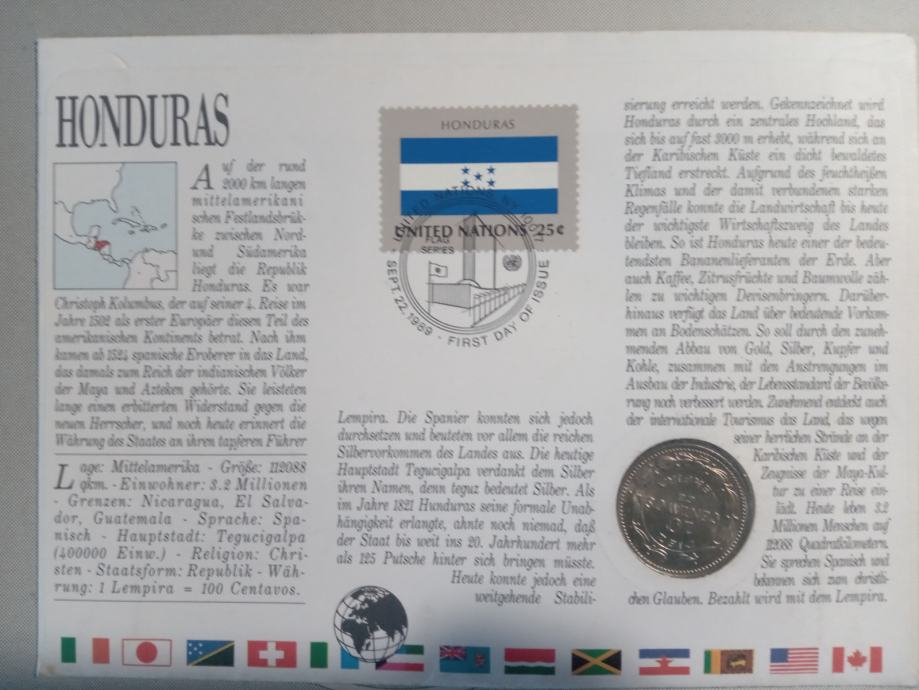 HONDURAS
Auf der rund
2000 km langen
mittelamerikani
schen Festlandsbrük-
ke zwischen Nord-
und Südamerika
liegt die Republik
Honduras. Es war
Christoph Kolumbus, der auf seiner 4. Reise im
Jahre 1502 als erster Europäer diesen Teil des
amerikanischen Kontinents betrat. Nach ihm
kamen ab 1524 spanische Eroberer in das Land,
das damals zum Reich der indianischen Völker
der Maya und Azteken gehörte. Sie leisteten
lange einen erbitterten Widerstand gegen die
neuen Herrscher, und noch heute erinnert die
Währung des Staates an ihren tapferen Führer
Lage: Mittelamerika - Größe: 112088
qkm. - Einwohner: 3.2 Millionen
- Grenzen: Nicaragua, El Salva-
dor, Guatemala - Sprache: Spa-
nisch - Hauptstadt: Tegucigalpa
(400000 Einw.) - Religion: Chri-
sten - Staatsform: Republik - Wäh-
rung: 1 Lempira = 100 Centavos.
HONDURAS
UNITED NATIONS 25¢
UNITED NATIONS, NY 10017
FLAG
SERIES
SEPT. 22, 1989 - FIRST DAY OF ISSUE
Lempira. Die Spanier konnten sich jedoch
durchsetzen und beuteten vor allem die reichen
Silbervorkommen des Landes aus. Die heutige
Hauptstadt Tegucigalpa verdankt dem Silber
ihren Namen, denn teguz bedeutet Silber. Als
im Jahre 1821 Hunduras seine formale Unab-
hängigkeit erlangte, ahnte noch niemad, daß
der Staat bis weit ins 20. Jahrhundert mehr
als 125 Putsche hinter sich bringen müsste.
Heute konnte jedoch eine
weitgehende Stabili-
sierung erreicht werden. Gekennzeichnet wird
Honduras durch ein zentrales Hochland, das
sich bis auf fast 3000 m erhebt, während sich an
der Karibischen Küste ein dicht bewaldetes
Tiefland erstreckt. Aufgrund des feuchtheißen
Klimas und der damit verbundenen starken
Regenfälle konnte die Landwirtschaft bis heute
der wichtigste Wirtschaftszweig des Landes
bleiben. So ist Honduras heute einer der bedeu-
tendsten Bananenlieferanten der Erde. Aber
auch Kaffee, Zitrusfrüchte und Baumwolle zäh-
len zu wichtigen Devisenbringern. Darüber-
hinaus verfügt das Land über bedeutende Vorkom-
men an Bodenschätzen. So soll durch den zuneh-
menden Abbau von Gold, Silber, Kupfer und
Kohle, zusammen mit den Anstrengungen im
Ausbau der Industrie, der Lebensstandard der Bevölke-
rung noch verbessert werden. Zunehmend entdeckt auch
der internationale Tourismus das Land, das wegen
seiner herrlichen Strände an der
Karibischen Küste und der
Zeugnisse der Maya-Kul-
tur zu einer Reise ein-
lädt. Heute leben 3.2
Millionen Menschen auf
112088 Quadratkilometern.
Sie sprechen Spanisch und
bekennen sich zum christli-
chen Glauben. Bezahlt wird mit dem Lempira.